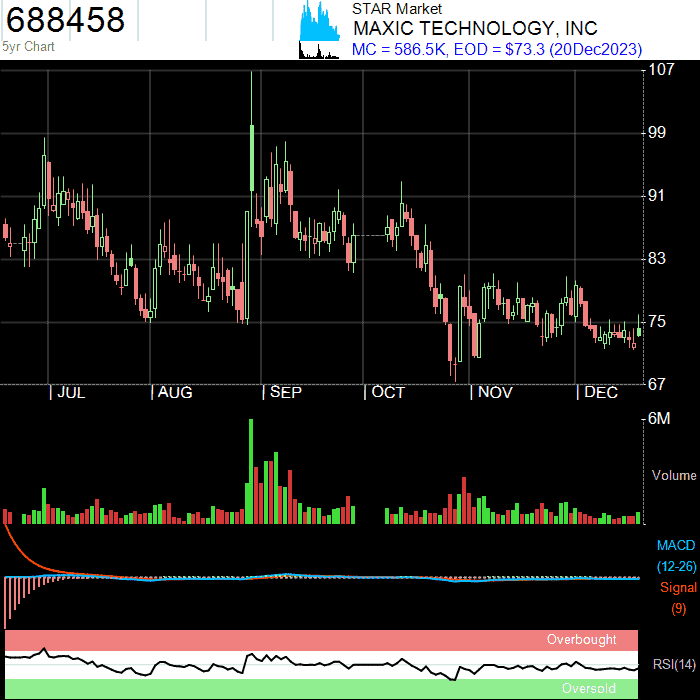 688458
5yr Chart
STAR Market
MAXIC TECHNOLOGY, INC
MC = 586.5K, EOD = $73.3 (20Dec2023)
107
99
91
83
75
67
JUL
AUG
SEP
OCT
NOV
DEC
6M
Volume
MACD
(12-26)
Signal
(9)
Overbought
RSI(14)
Oversold